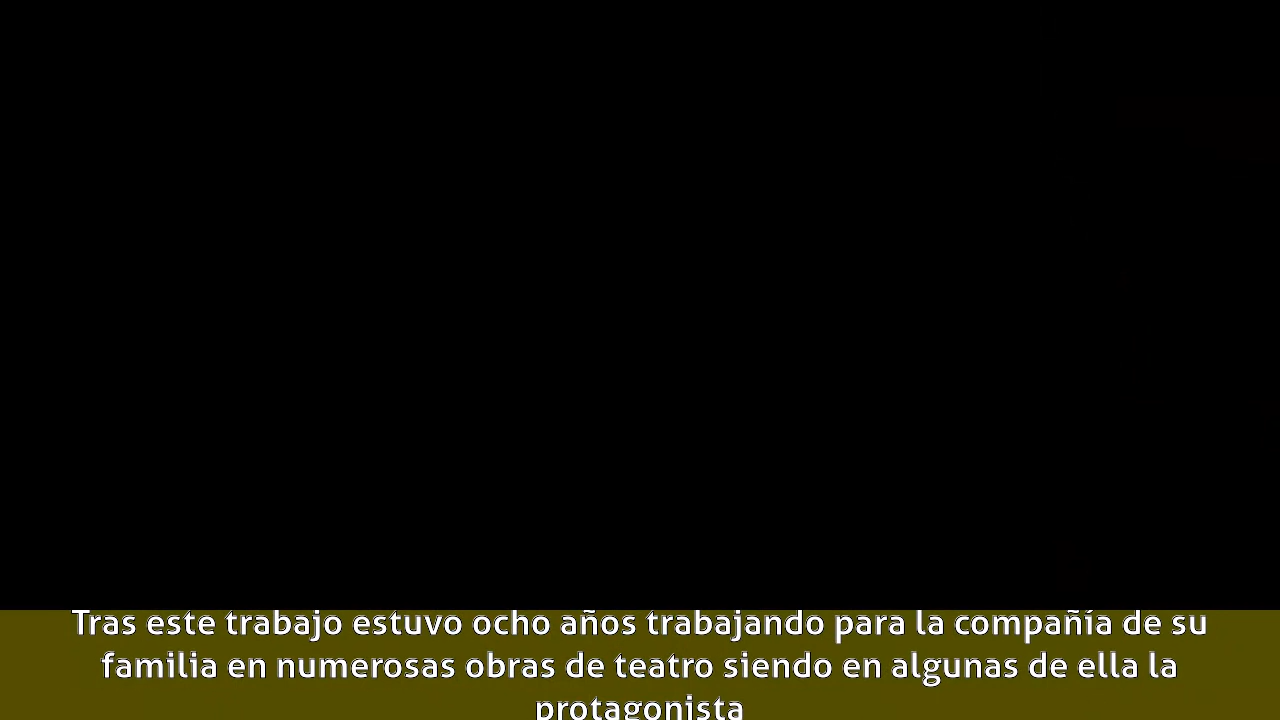 Tras este trabajo estuvo ocho años trabajando para la compañía de su
familia en numerosas obras de teatro siendo en algunas de ella la
protagonista